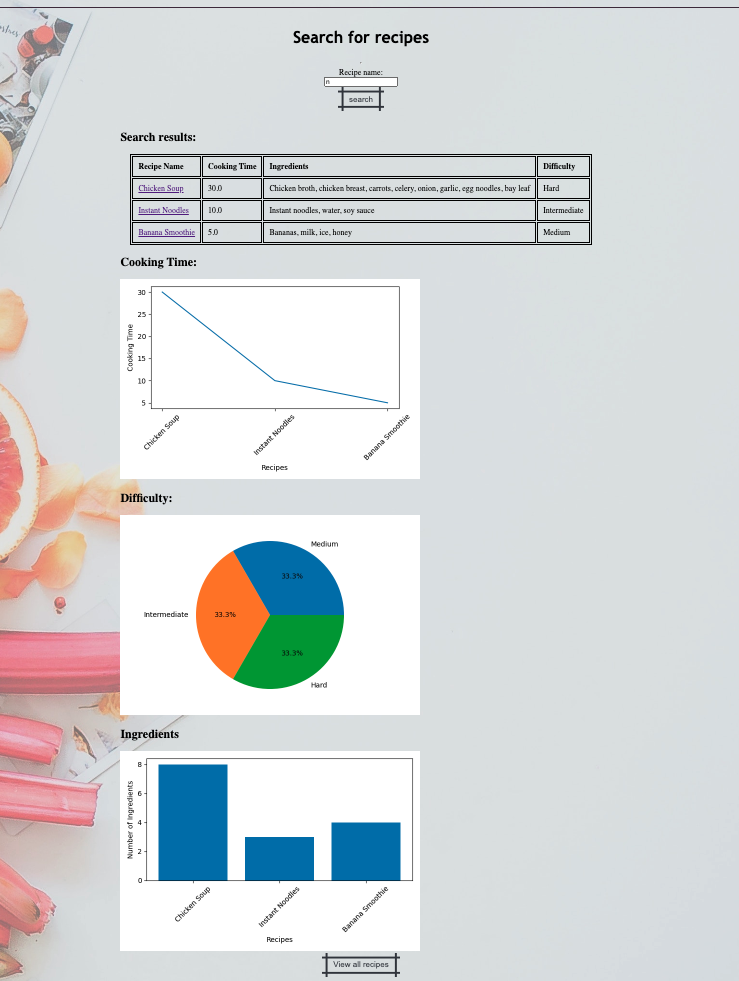 Search for recipes
Recipe name:
n
search
Search results:
Recipe Name Cooking Time Ingredients Difficulty
Chicken Soup 30.0 Chicken broth, chicken breast, carrots, celery, onion, garlic, egg noodles, bay leaf Hard
Instant Noodles 10.0 Instant noodles, water, soy sauce Intermediate
Banana Smoothie 5.0 Bananas, milk, ice, honey Medium
Cooking Time:
30
25
20
15
10
5
Cooking Time
Chicken Soup Instant Noodles Banana Smoothie
Recipes
Difficulty:
Medium
33.3%
Intermediate 33.3%
33.3%
Hard
Ingredients
8
6
4
2
0
Number of Ingredients
Chicken Soup Instant Noodles Banana Smoothie
Recipes
View all recipes